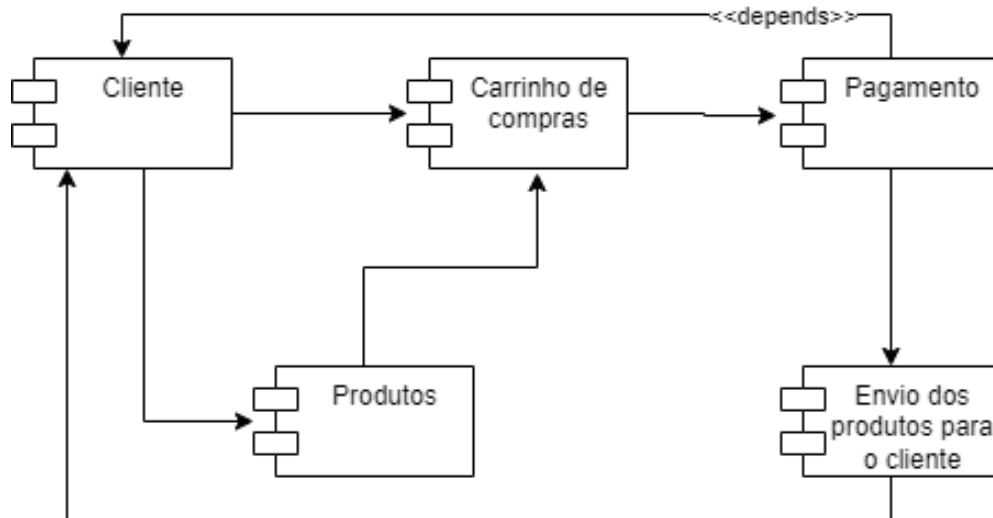 <<depends>>
Cliente
Carrinho de
compras
Pagamento
Produtos
Envio dos
produtos para
o cliente